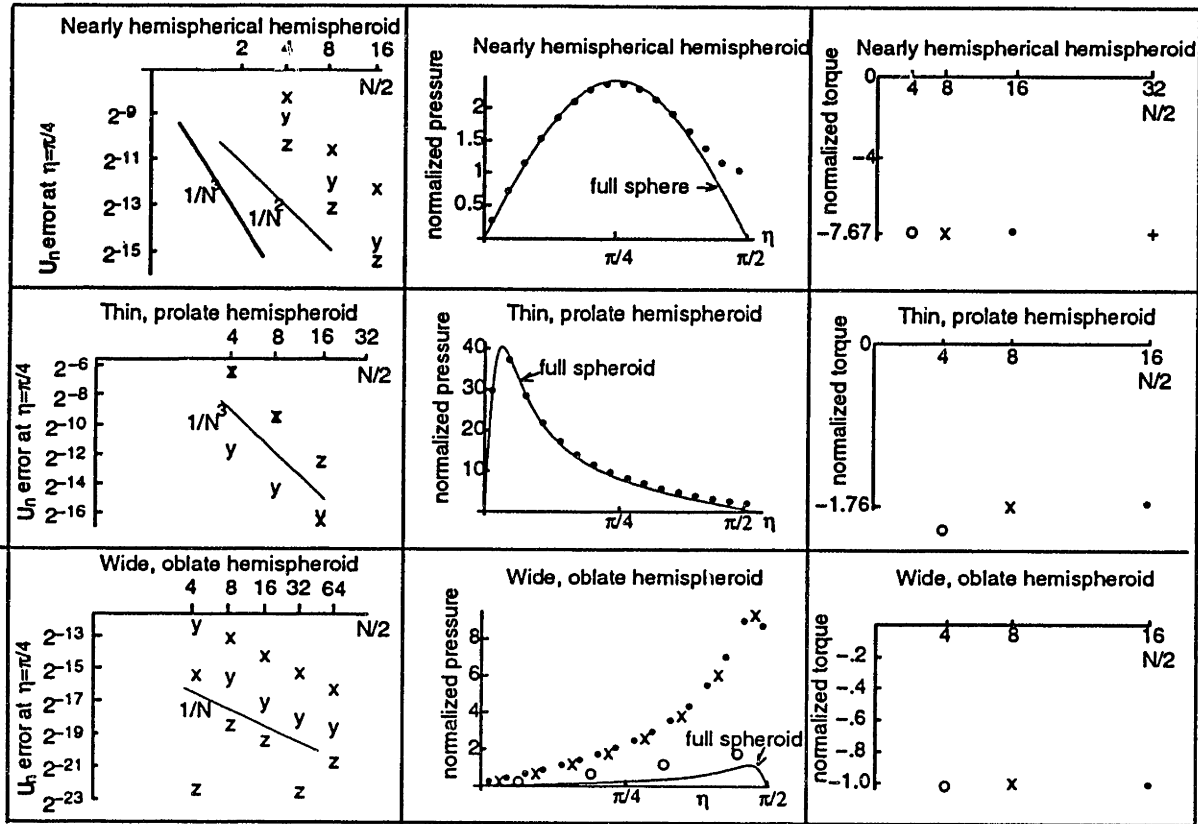 Nearly hemispherical hemispheroid
2 4 8 16
N/2
2⁻⁹
2⁻¹¹
2⁻¹³
2⁻¹⁵
Uₙ error at η=π/4
1/N³
1/N²
x
y
z
x
y
z
x
y
z
Nearly hemispherical hemispheroid
normalized pressure
2
1.5
1
0.5
full sphere
π/4
π/2
η
Nearly hemispherical hemispheroid
normalized torque
0
4 8 16 32
N/2
-4
-7.67
o x • +
Thin, prolate hemispheroid
4 8 16 32
N/2
2⁻⁶
2⁻⁸
2⁻¹⁰
2⁻¹²
2⁻¹⁴
2⁻¹⁶
Uₙ error at η=π/4
1/N³
y
y
z
Thin, prolate hemispheroid
normalized pressure
40
30
20
10
full spheroid
π/4
π/2
η
Thin, prolate hemispheroid
normalized torque
0
4 8 16
N/2
-1.76
x •
o
Wide, oblate hemispheroid
4 8 16 32 64
N/2
2⁻¹³
2⁻¹⁵
2⁻¹⁷
2⁻¹⁹
2⁻²¹
2⁻²³
Uₙ error at η=π/4
1/N
y
x
x
x y
x
x
y
y
y
z
z
z
z z
Wide, oblate hemispheroid
normalized pressure
8
6
4
2
full spheroid
π/4
η
π/2
Wide, oblate hemispheroid
normalized torque
4 8 16
N/2
-.2
-.4
-.6
-.8
-1.0
o x •